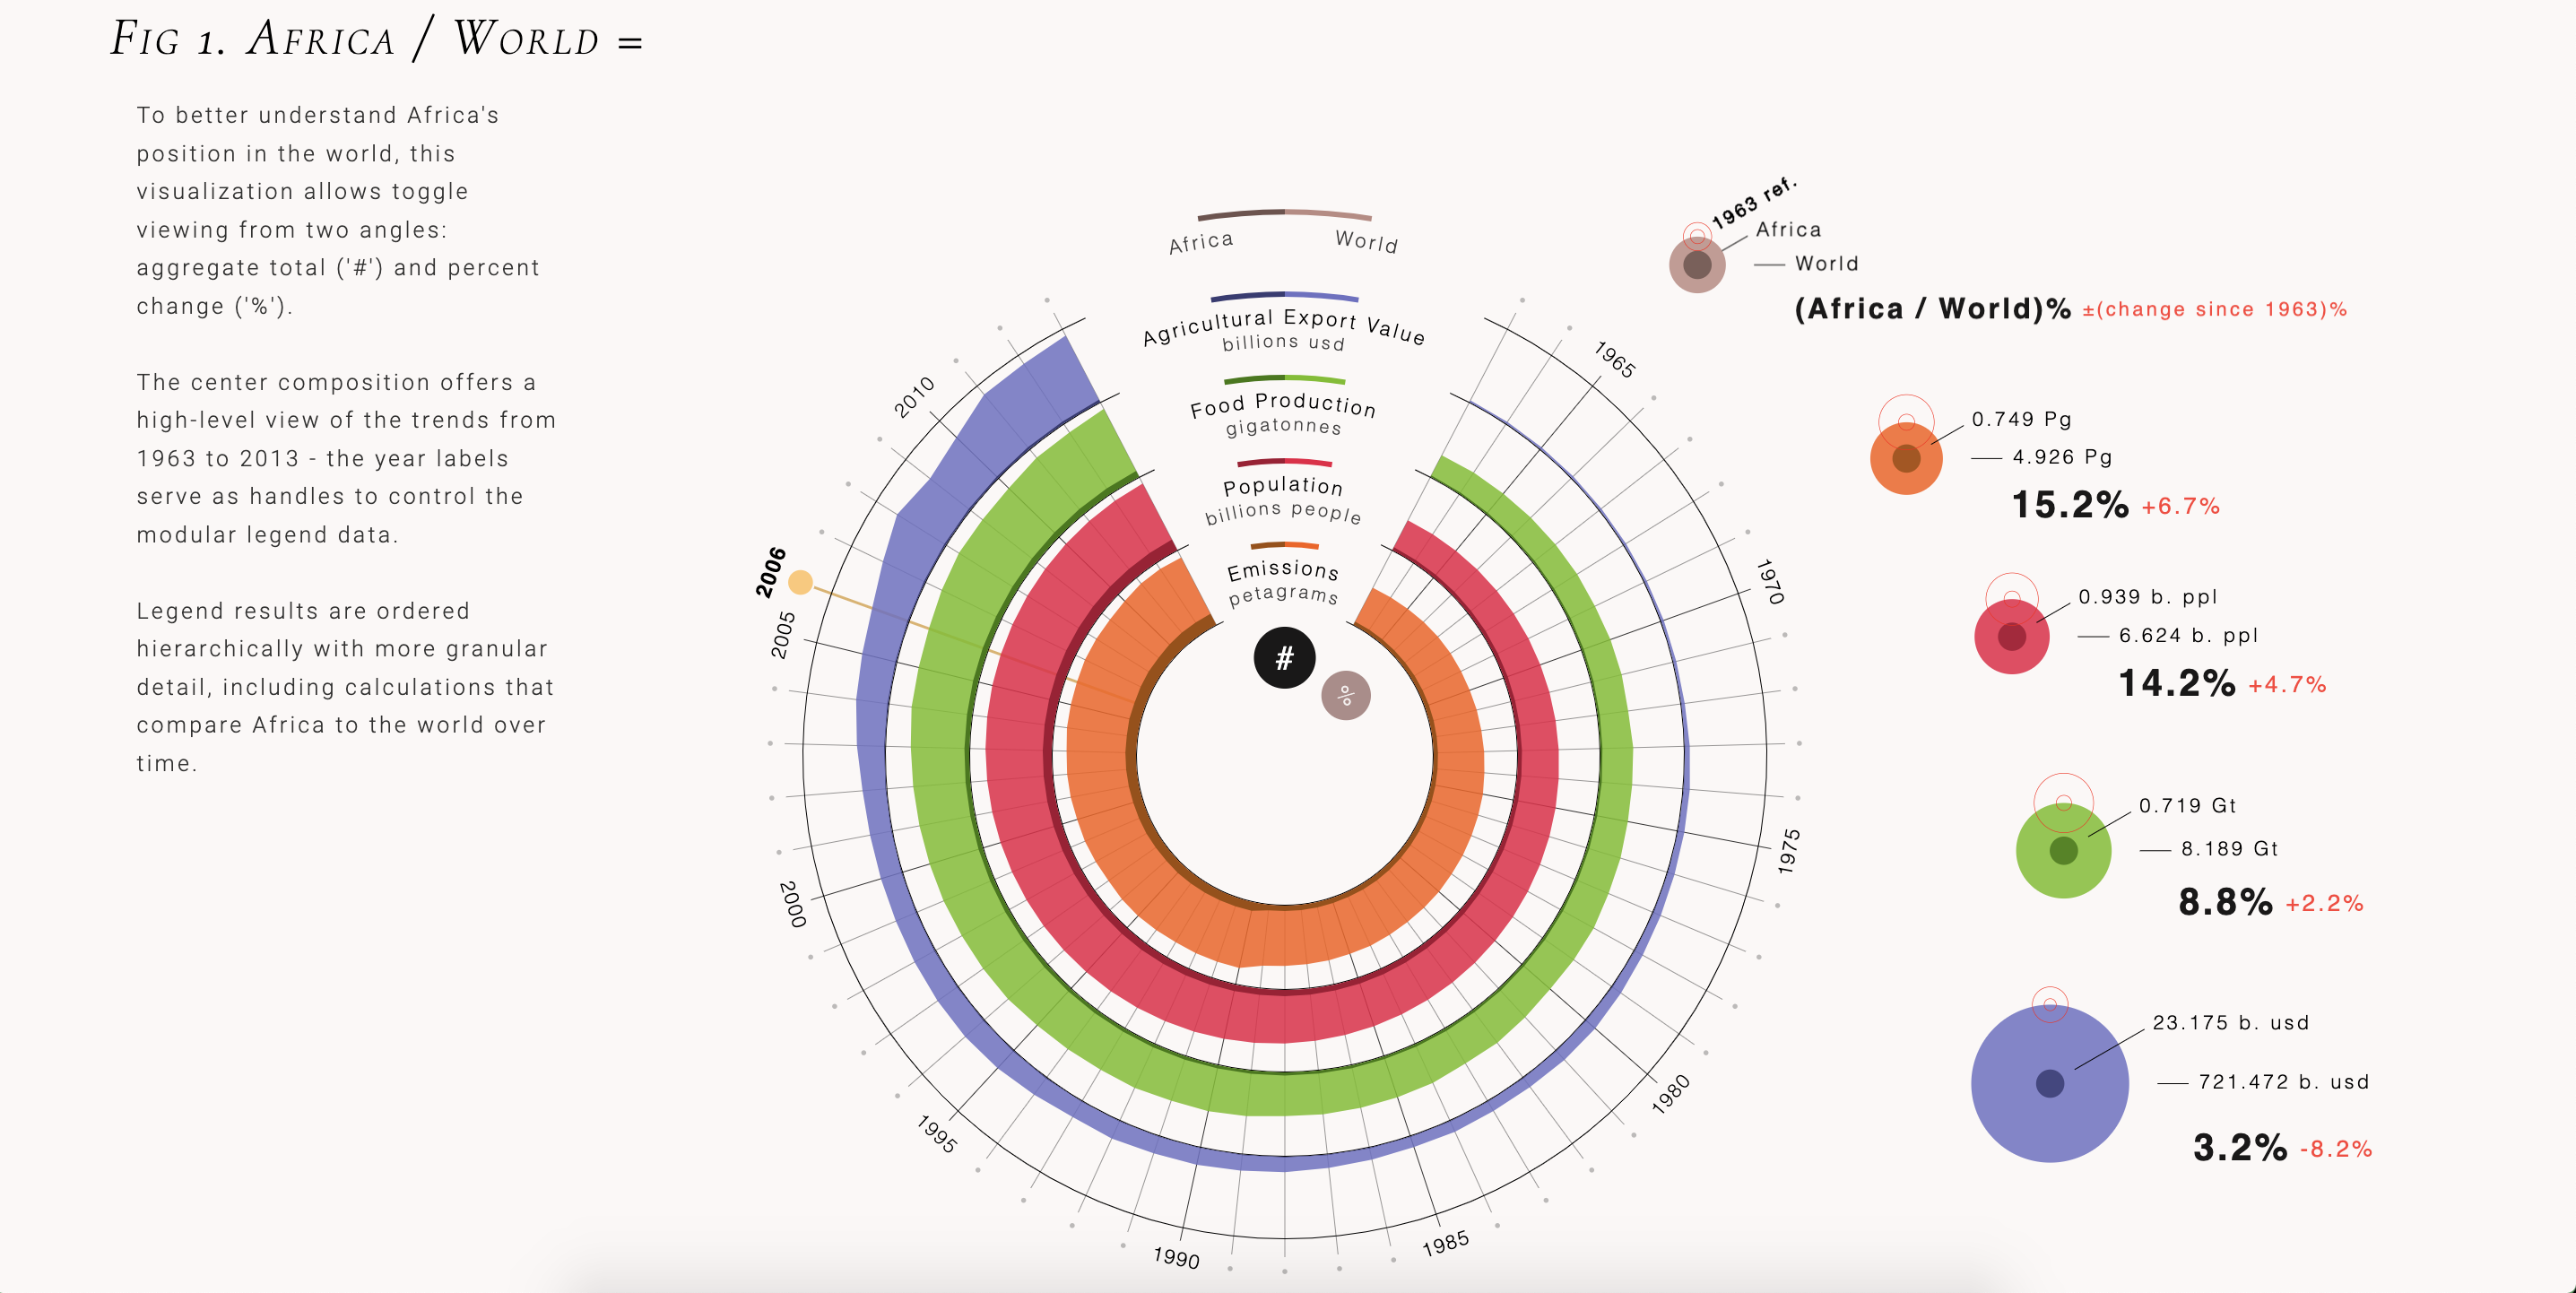 FIG 1. AFRICA / WORLD =
To better understand Africa's
position in the world, this
visualization allows toggle
viewing from two angles:
aggregate total ('#') and percent
change ('%').
The center composition offers a
high-level view of the trends from
1963 to 2013 - the year labels
serve as handles to control the
modular legend data.
Legend results are ordered
hierarchically with more granular
detail, including calculations that
compare Africa to the world over
time.
Africa World
Agricultural Export Value
billions usd
Food Production
gigatonnes
Population
billions people
Emissions
petagrams
#
%
1965
1970
1975
1980
1985
1990
1995
2000
2005
2006
2010
1963 ref.
Africa
World
(Africa / World)% ±(change since 1963)%
0.749 Pg
4.926 Pg
15.2% +6.7%
0.939 b. ppl
6.624 b. ppl
14.2% +4.7%
0.719 Gt
8.189 Gt
8.8% +2.2%
23.175 b. usd
721.472 b. usd
3.2% -8.2%